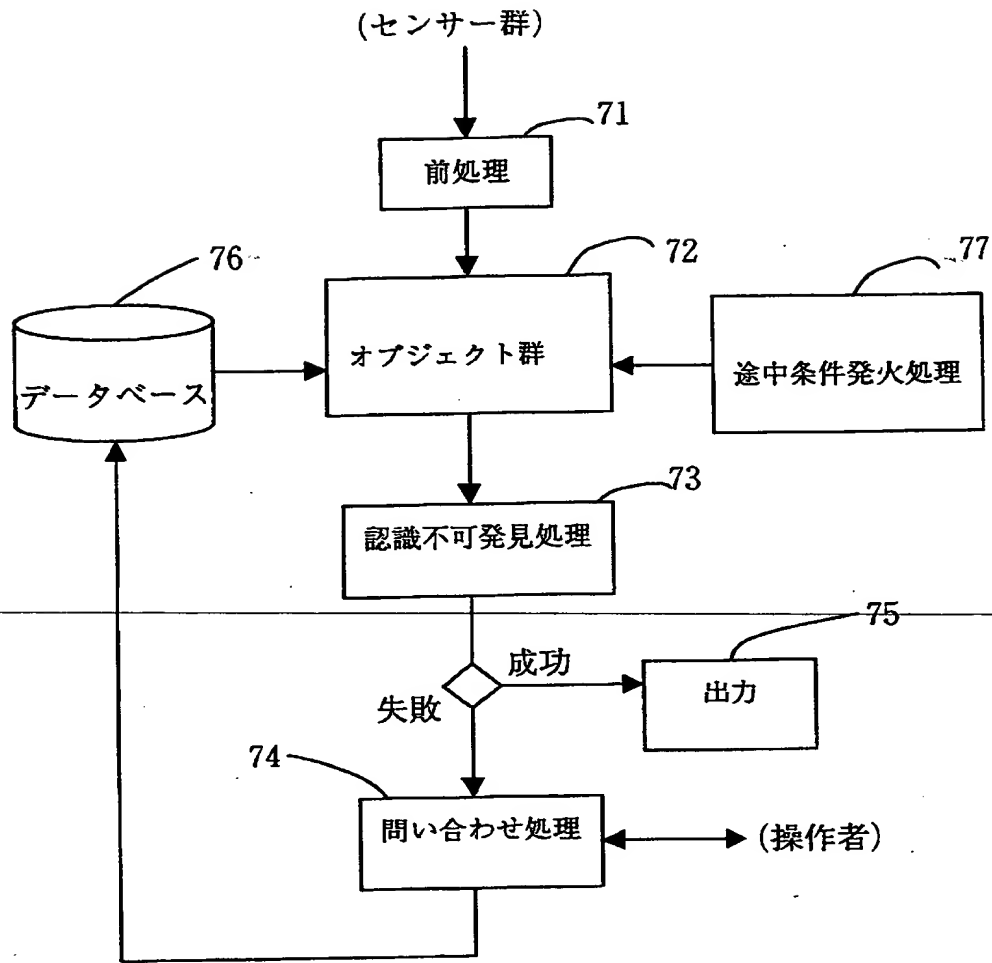 (センサー群)
71
前処理
72
76
77
オブジェクト群
データベース
途中条件発火処理
73
認識不可発見処理
75
成功
出力
失敗
74
問い合わせ処理
(操作者)